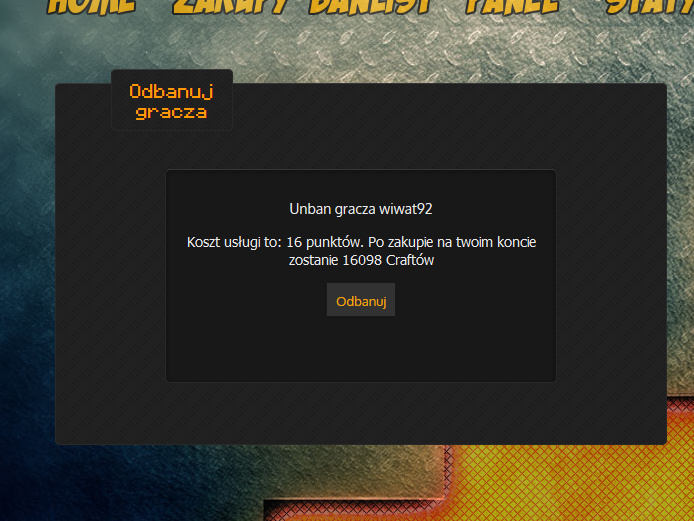 HOME ZAKUPY BANLIST PANEL
Odbanuj
gracza
Unban gracza wiwat92
Koszt usługi to: 16 punktów. Po zakupie na twoim koncie
zostanie 16098 Craftów
Odbanuj